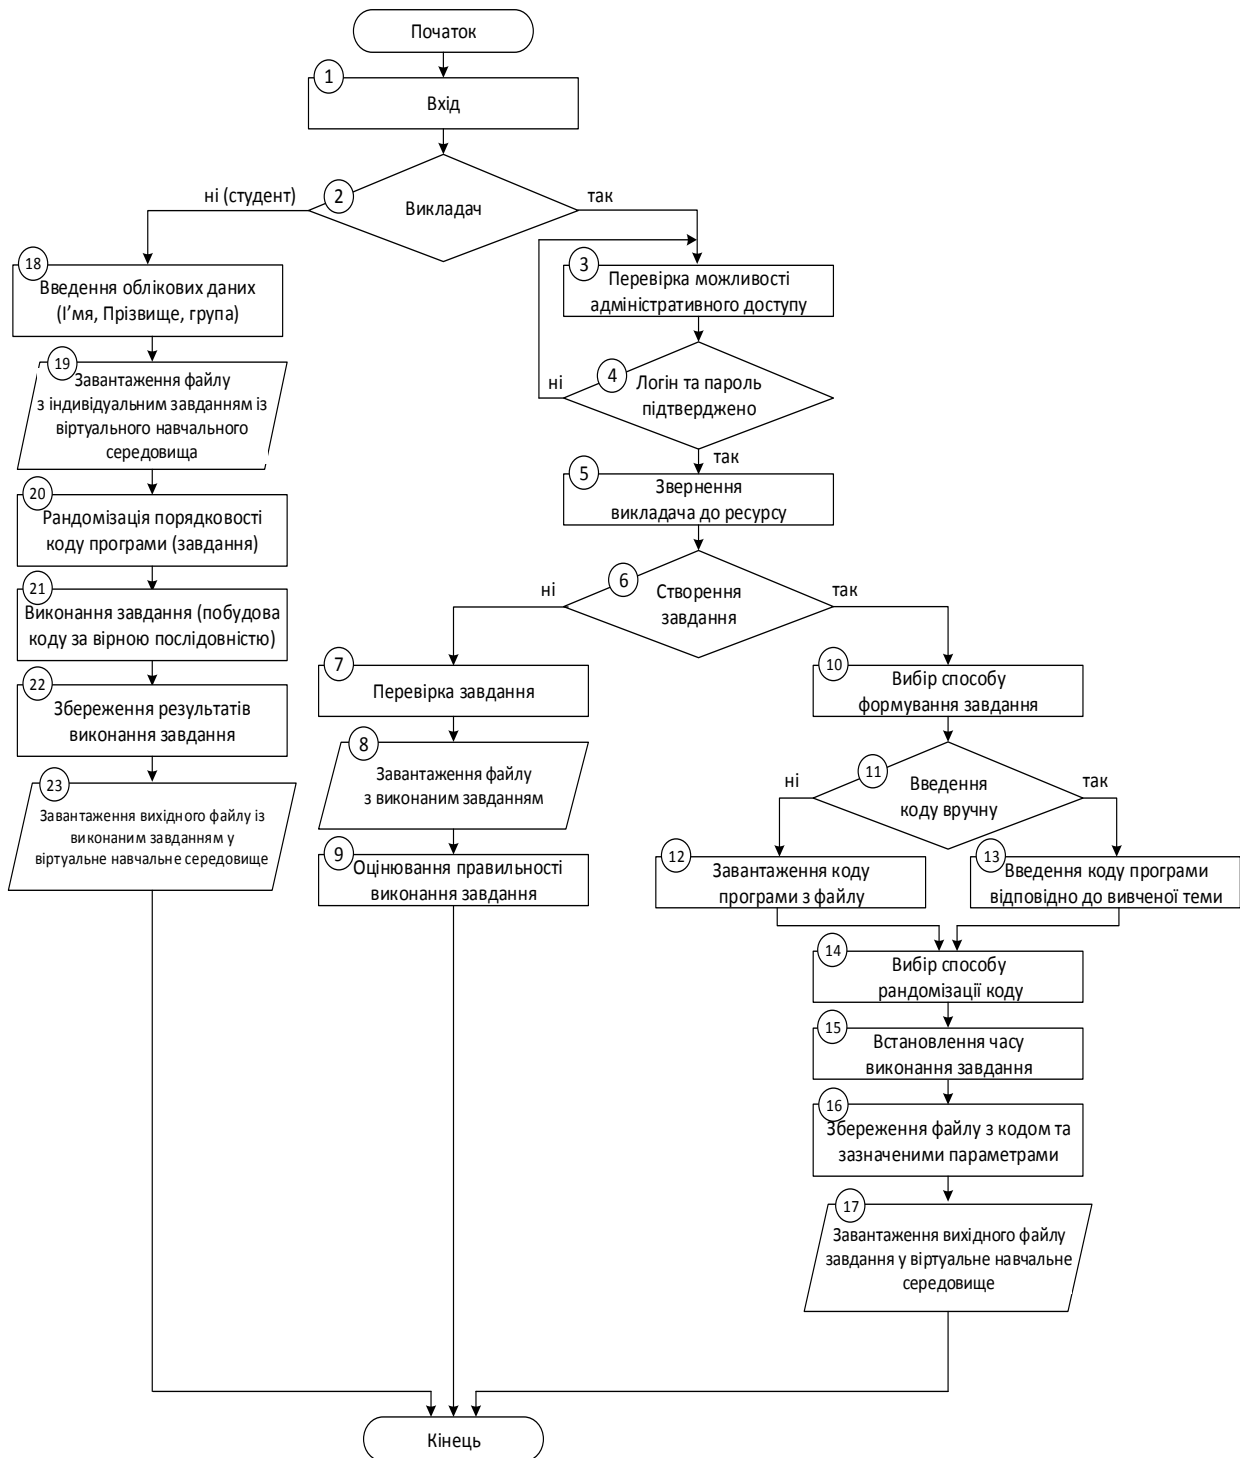 Початок
1
Вхід
2
Викладач
ні (студент)
так
18
Введення облікових даних
(І'мя, Прізвище, група)
19
Завантаження файлу
з індивідуальним завданням із
віртуального навчального
середовища
20
Рандомізація порядковості
коду програми (завдання)
21
Виконання завдання (побудова
коду за вірною послідовністю)
22
Збереження результатів
виконання завдання
23
Завантаження вихідного файлу із
виконаним завданням у
віртуальне навчальне середовище
3
Перевірка можливості
адміністративного доступу
4
Логін та пароль
підтверджено
ні
так
5
Звернення
викладача до ресурсу
6
Створення
завдання
ні
так
7
Перевірка завдання
8
Завантаження файлу
з виконаним завданням
9
Оцінювання правильності
виконання завдання
10
Вибір способу
формування завдання
11
Введення
коду вручну
ні
так
12
Завантаження коду
програми з файлу
13
Введення коду програми
відповідно до вивченої теми
14
Вибір способу
рандомізації коду
15
Встановлення часу
виконання завдання
16
Збереження файлу з кодом та
зазначеними параметрами
17
Завантаження вихідного файлу
завдання у віртуальне навчальне
середовище
Кінець